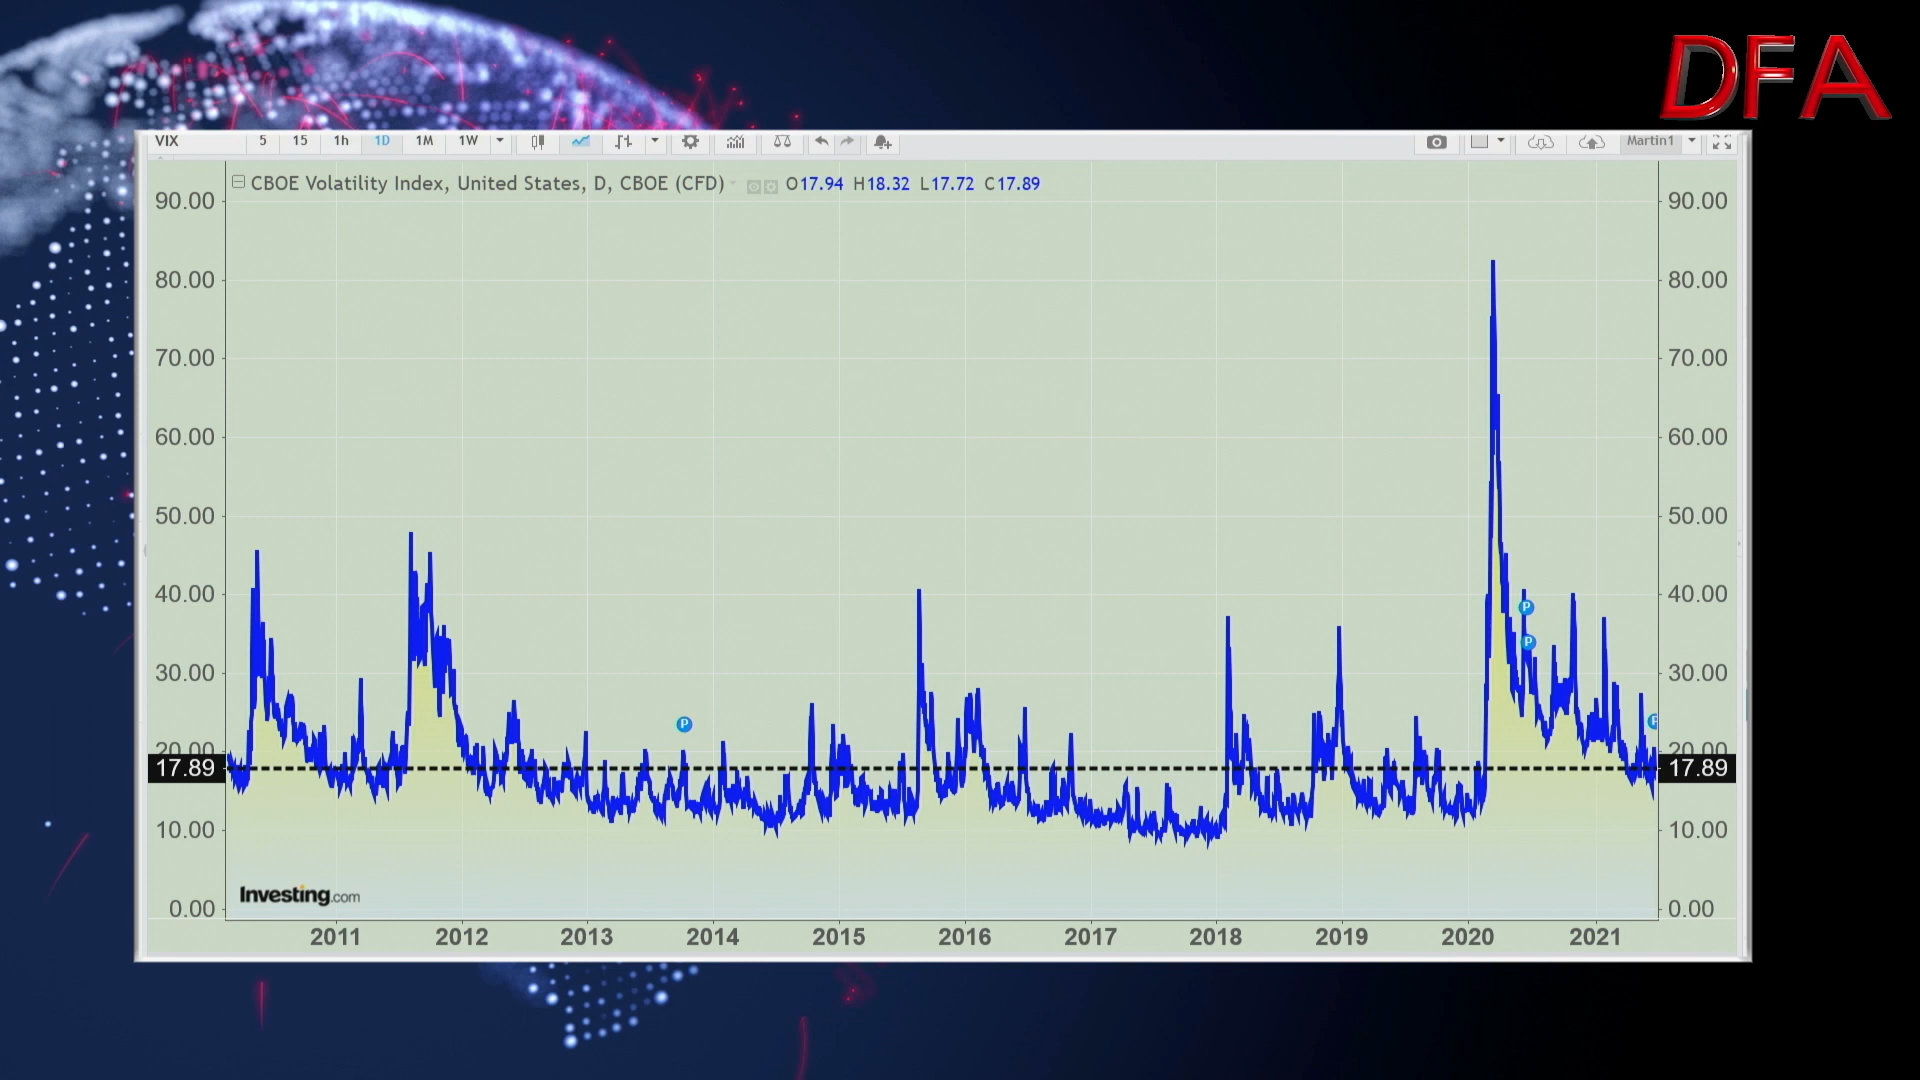 DFA
VIX 5 15 1h 1D 1M 1W Martin1
CBOE Volatility Index, United States, D, CBOE (CFD) O17.94 H18.32 L17.72 C17.89
90.00 90.00
80.00 80.00
70.00 70.00
60.00 60.00
50.00 50.00
40.00 40.00
P
P
30.00 30.00
P P
20.00 20.00
17.89 17.89
10.00 10.00
Investing.com
0.00 0.00
2011 2012 2013 2014 2015 2016 2017 2018 2019 2020 2021